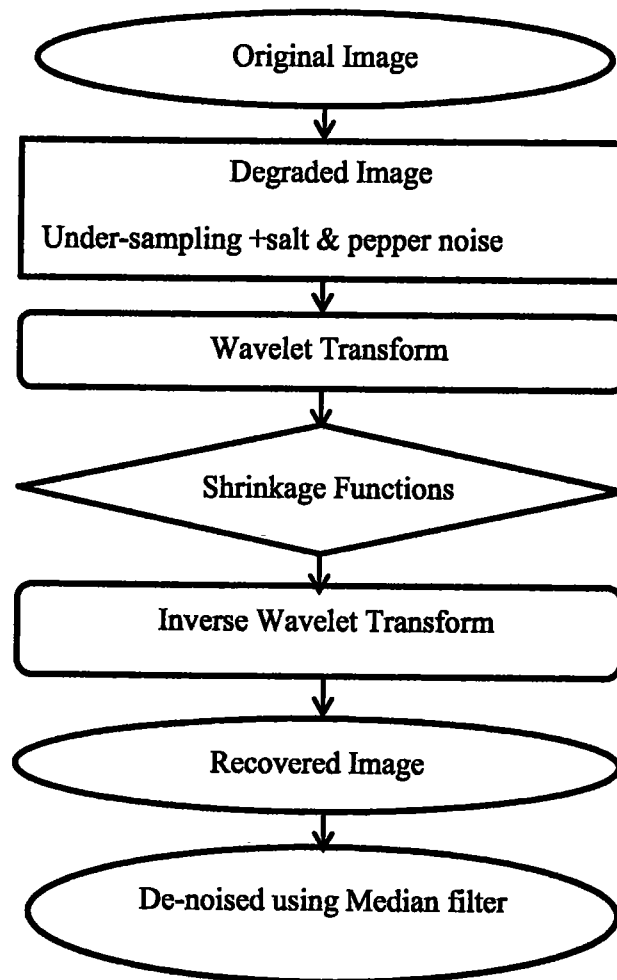 Original Image
Degraded Image
Under-sampling +salt & pepper noise
Wavelet Transform
Shrinkage Functions
Inverse Wavelet Transform
Recovered Image
De-noised using Median filter